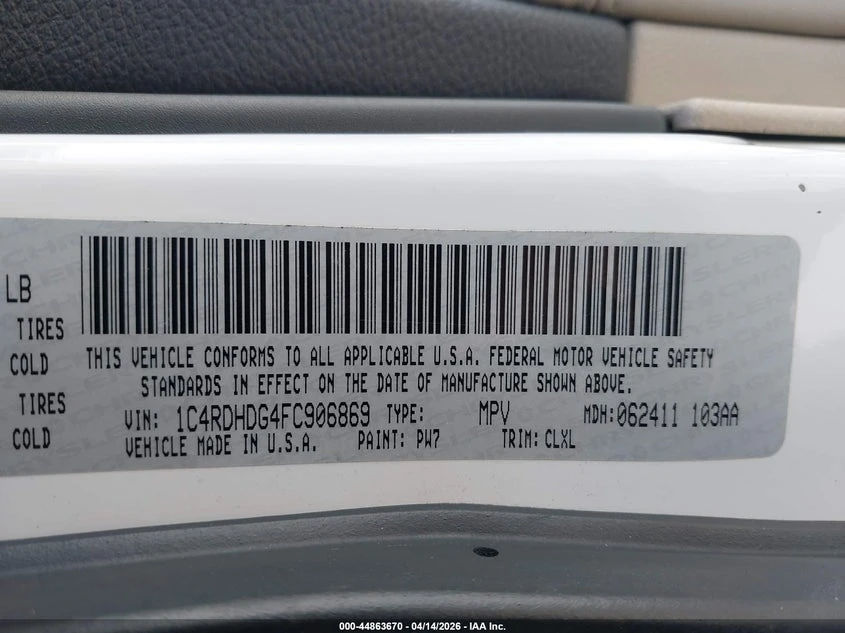 LB
TIRES
COLD
TIRES
COLD
THIS VEHICLE CONFORMS TO ALL APPLICABLE U.S.A. FEDERAL MOTOR VEHICLE SAFETY
STANDARDS IN EFFECT ON THE DATE OF MANUFACTURE SHOWN ABOVE.
VIN: 1C4RDHDG4FC906869 TYPE: MPV MDH:062411 103AA
VEHICLE MADE IN U.S.A. PAINT: PW7 TRIM:CLXL
000-44863670 - 04/14/2026 - IAA Inc.